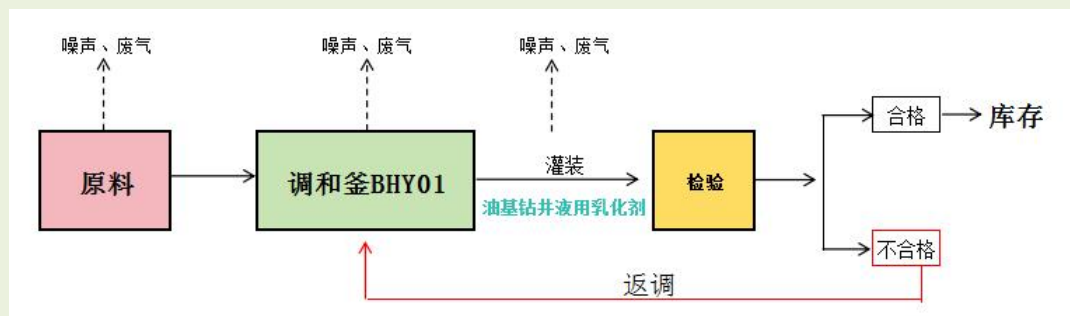 噪声、废气
噪声、废气
噪声、废气
原料
调和釜BHY01
灌装
油基钻井液用乳化剂
检验
合格
库存
不合格
返调